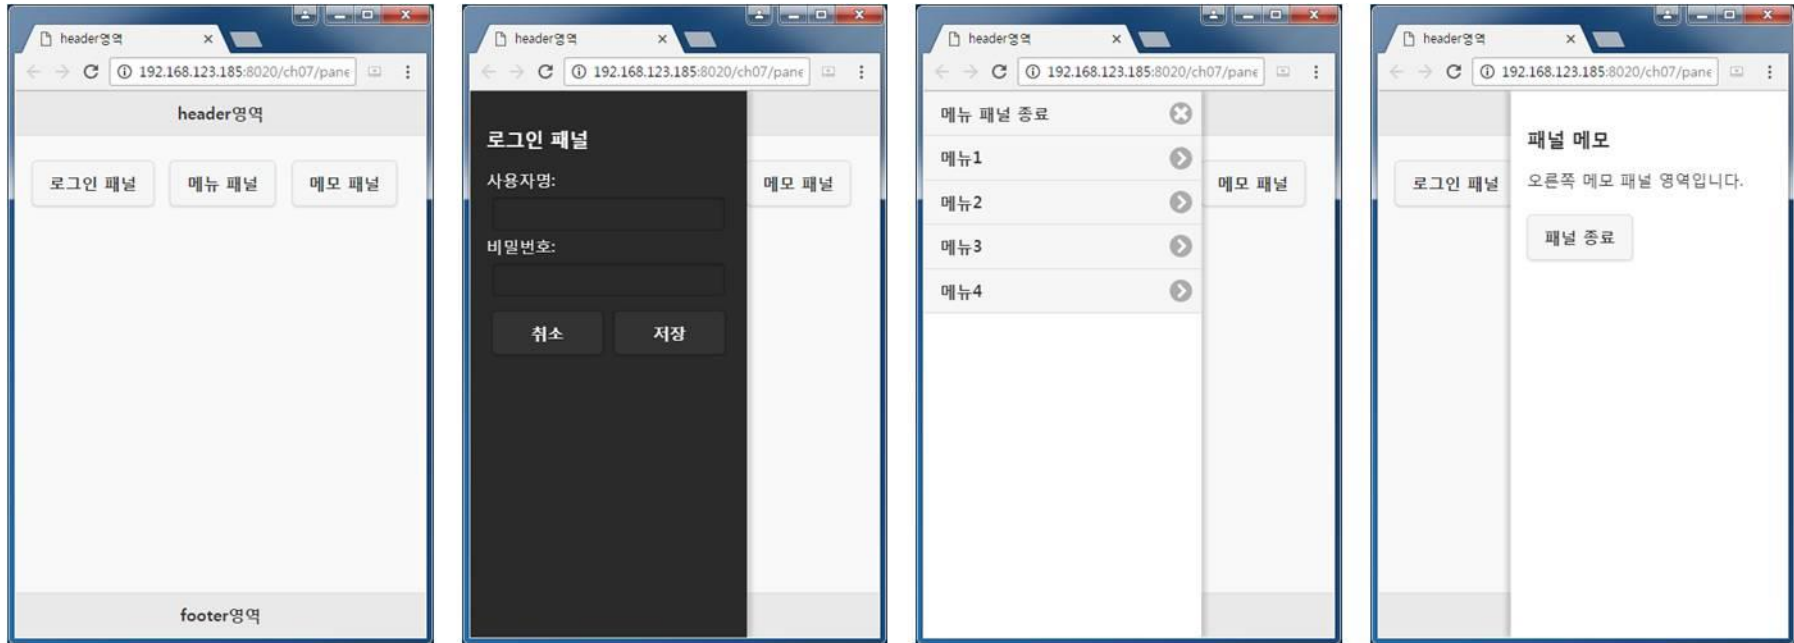 header영역
192.168.123.185:8020/ch07/pane
header영역
로그인 패널
메뉴 패널
메모 패널
footer영역
header영역
192.168.123.185:8020/ch07/pane
로그인 패널
사용자명:
비밀번호:
취소
저장
메모 패널
header영역
192.168.123.185:8020/ch07/pane
메뉴 패널 종료
메뉴1
메뉴2
메뉴3
메뉴4
메모 패널
header영역
192.168.123.185:8020/ch07/pane
로그인 패널
패널 메모
오른쪽 메모 패널 영역입니다.
패널 종료